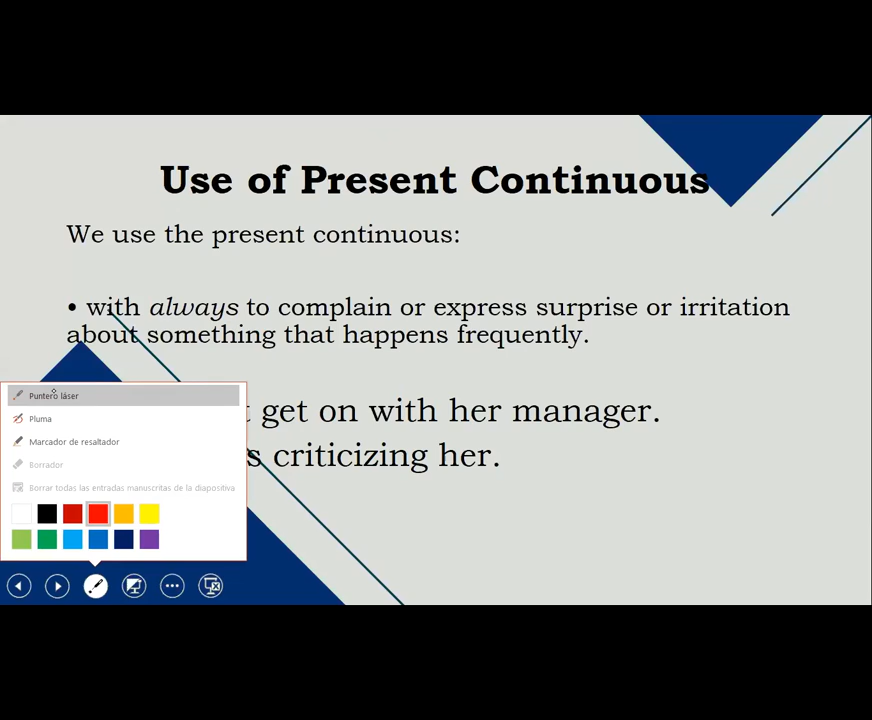 Use of Present Continuous
We use the present continuous:
• with always to complain or express surprise or irritation
about something that happens frequently.
get on with her manager.
criticizing her.
Puntero láser
Pluma
Marcador de resaltador
Borrador
Borrar todas las entradas manuscritas de la diapositiva